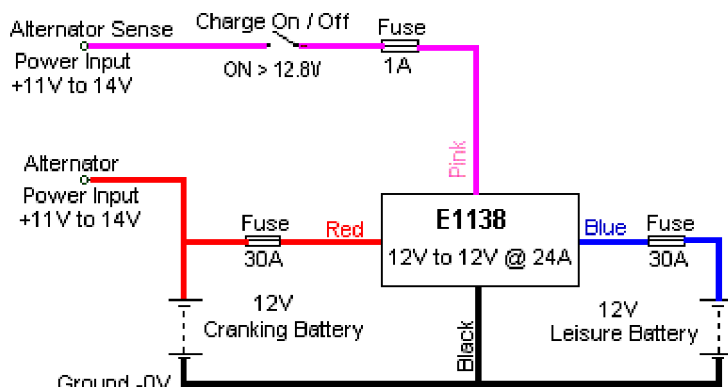 Alternator Sense
Charge On / Off
Fuse
Power Input
+11V to 14V
ON > 12.8V
1A
Pink
Alternator
Power Input
+11V to 14V
Fuse
30A
Red
E1138
12V to 12V @ 24A
Blue
Fuse
30A
12V
Cranking Battery
Black
12V
Leisure Battery
Ground -0V